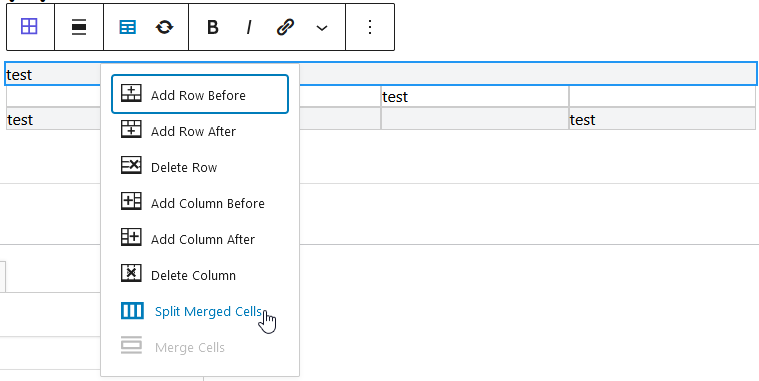 B I
test
test
test test
Add Row Before
Add Row After
Delete Row
Add Column Before
Add Column After
Delete Column
Split Merged Cells
Merge Cells